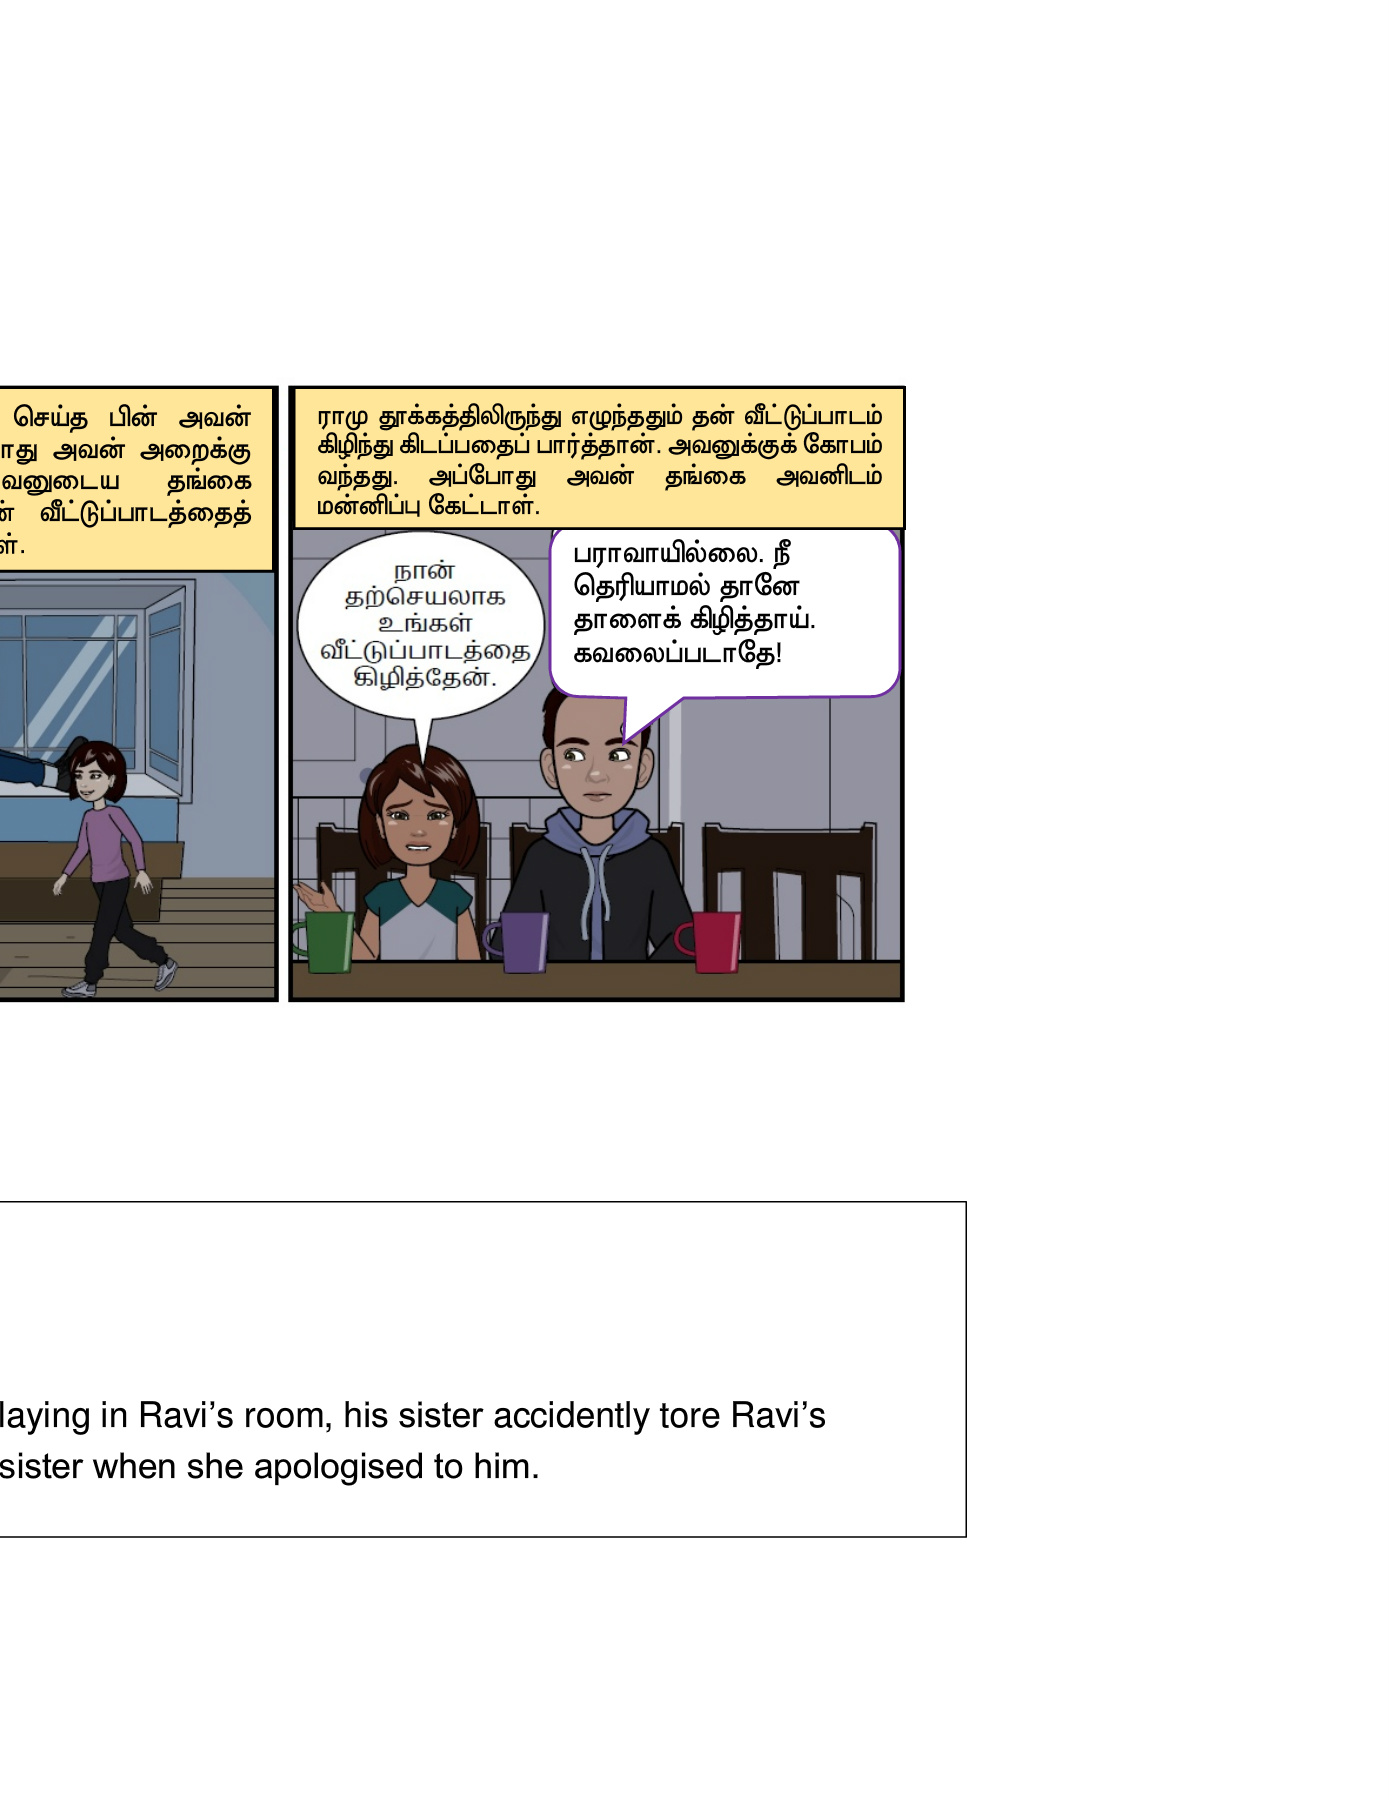 செய்த பின் அவன்
அவன் அறைக்கு
தங்கை
வீட்டுப்பாடத்தைத்
ராமு தூக்கத்திலிருந்து எழுந்ததும் தன் வீட்டுப்பாடம்
கிழிந்து கிடப்பதைப் பார்த்தான். அவனுக்குக் கோபம்
வந்தது. அப்போது அவன் தங்கை அவனிடம்
மன்னிப்பு கேட்டாள்.
நான்
தற்செயலாக
உங்கள்
வீட்டுப்பாடத்தை
கிழித்தேன்.
பராவாயில்லை. நீ
தெரியாமல் தானே
தாளைக் கிழித்தாய்.
கவலைப்படாதே!
laying in Ravi’s room, his sister accidently tore Ravi’s
sister when she apologised to him.